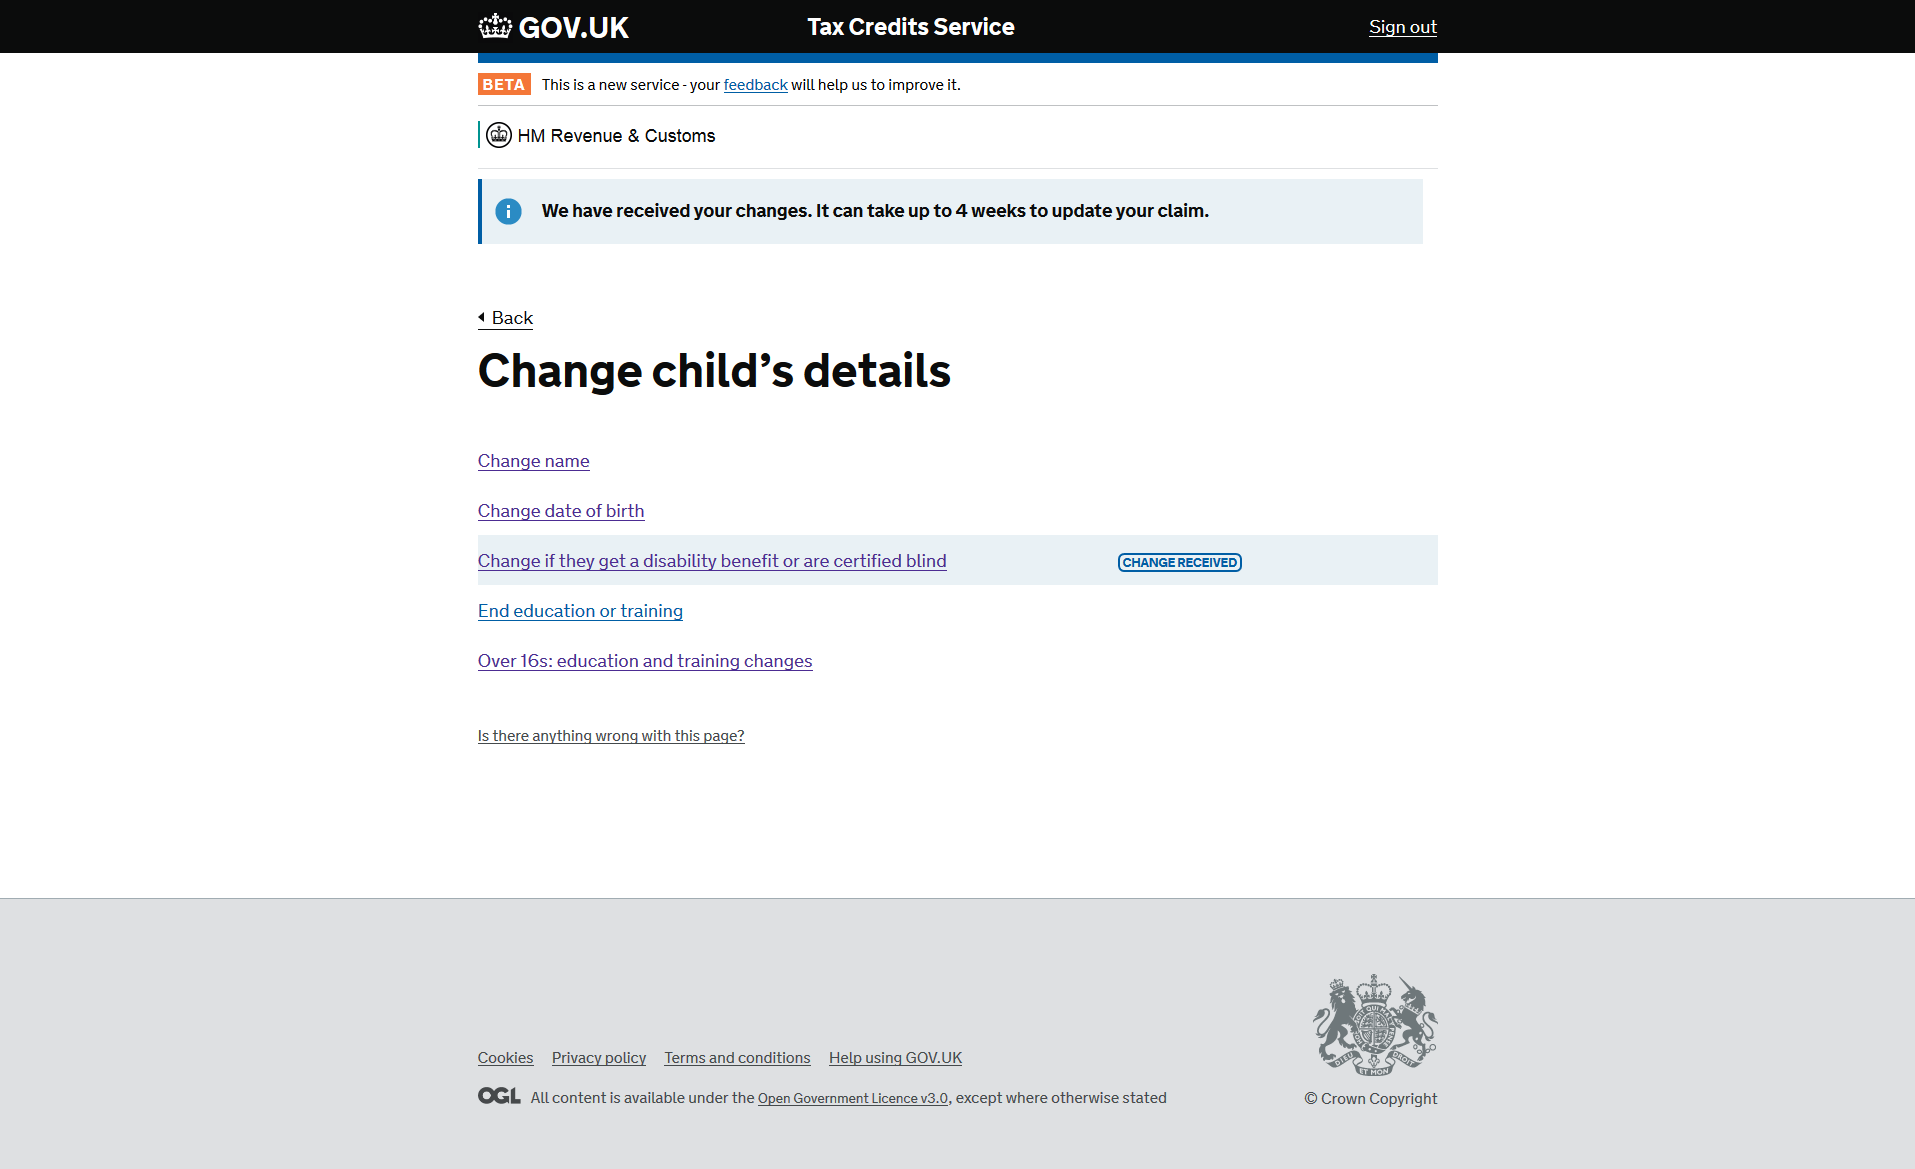 GOV.UK
Tax Credits Service
Sign out
BETA This is a new service - your feedback will help us to improve it.
HM Revenue & Customs
We have received your changes. It can take up to 4 weeks to update your claim.
Back
Change child’s details
Change name
Change date of birth
Change if they get a disability benefit or are certified blind CHANGE RECEIVED
End education or training
Over 16s: education and training changes
Is there anything wrong with this page?
Cookies Privacy policy Terms and conditions Help using GOV.UK
OGL All content is available under the Open Government Licence v3.0, except where otherwise stated
DIEU ET MON DROIT
© Crown Copyright